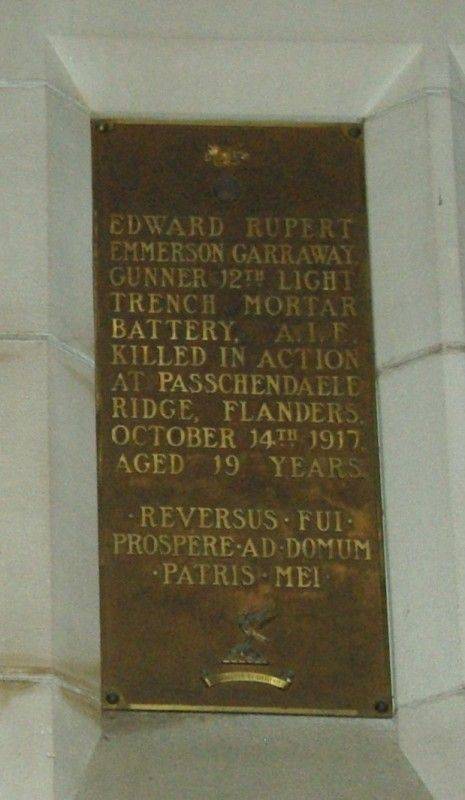 EDWARD RUPERT
EMMERSON GARRAWAY.
GUNNER 12TH LIGHT
TRENCH MORTAR
BATTERY, A.I.F.
KILLED IN ACTION
AT PASSCHENDAELE
RIDGE, FLANDERS,
OCTOBER 14TH 1917.
AGED 19 YEARS.
·REVERSUS·FUI·
PROSPERE·AD·DOMUM
·PATRIS·MEI·